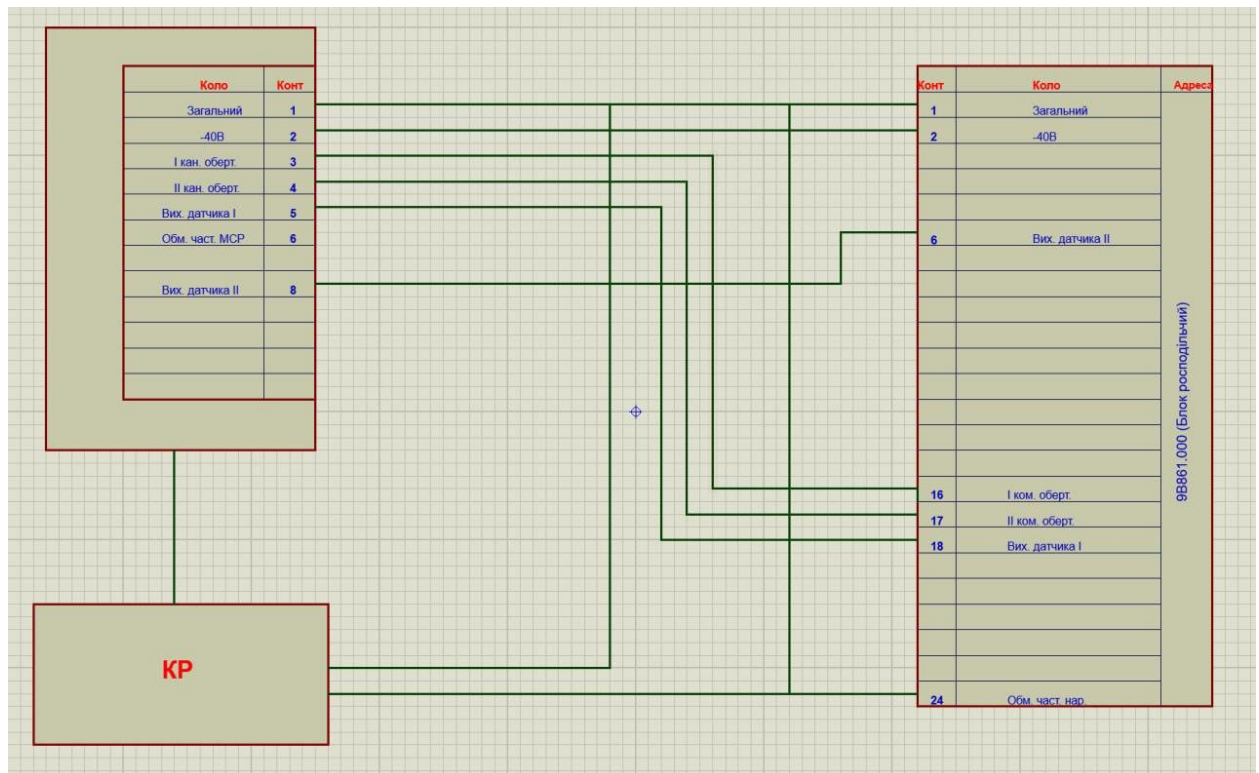 Коло Конт
Загальний 1
-40В 2
І кан. оберт. 3
ІІ кан. оберт. 4
Вих. датчика І 5
Обм. част. МСР 6
Вих. датчика ІІ 8
КР
Конт Коло Адреса
1 Загальний
2 -40В
6 Вих. датчика ІІ
16 І ком. оберт.
17 ІІ ком. оберт.
18 Вих. датчика І
24 Обм. част. нар.
9В861.000 (Блок росподільчий)